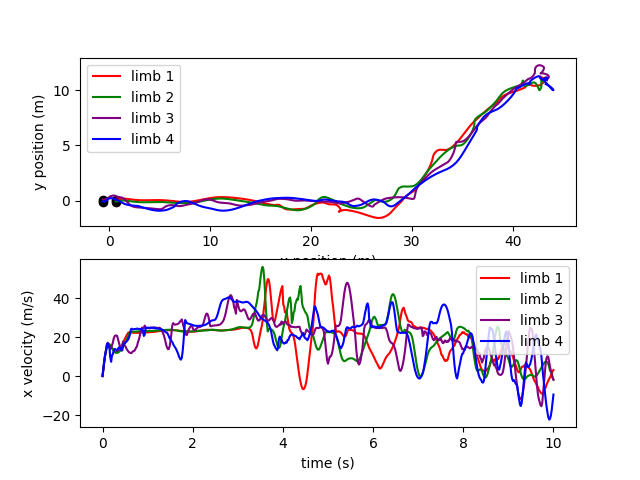 limb 1
limb 2
limb 3
limb 4
y position (m)
10
5
0
0
10
20
30
40
x position (m)
limb 1
limb 2
limb 3
limb 4
x velocity (m/s)
40
20
0
−20
0
2
4
6
8
10
time (s)